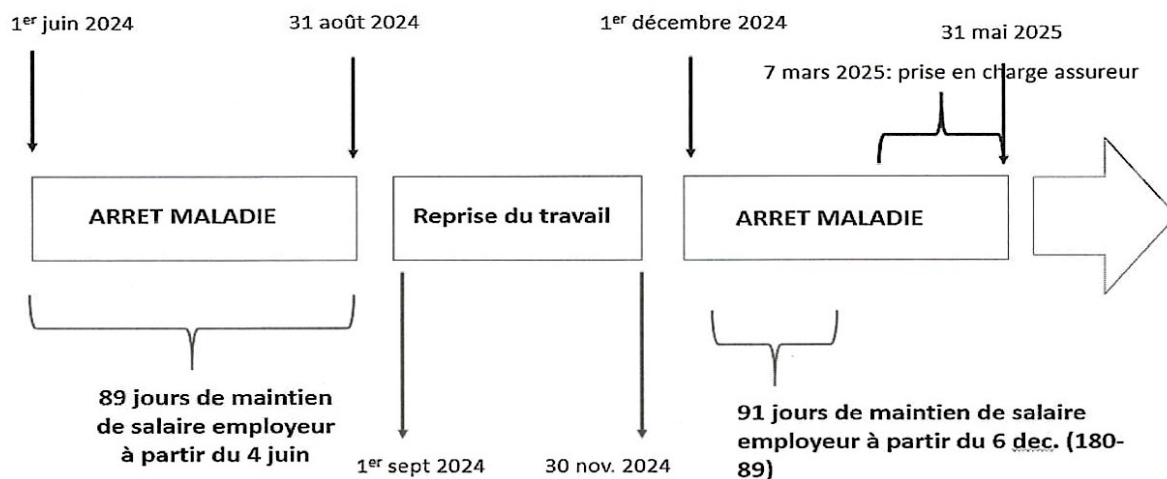 1er juin 2024
31 août 2024
1er décembre 2024
31 mai 2025
7 mars 2025: prise en charge assureur
ARRET MALADIE
Reprise du travail
ARRET MALADIE
89 jours de maintien
de salaire employeur
à partir du 4 juin
1er sept 2024
30 nov. 2024
91 jours de maintien de salaire
employeur à partir du 6 dec. (180-
89)